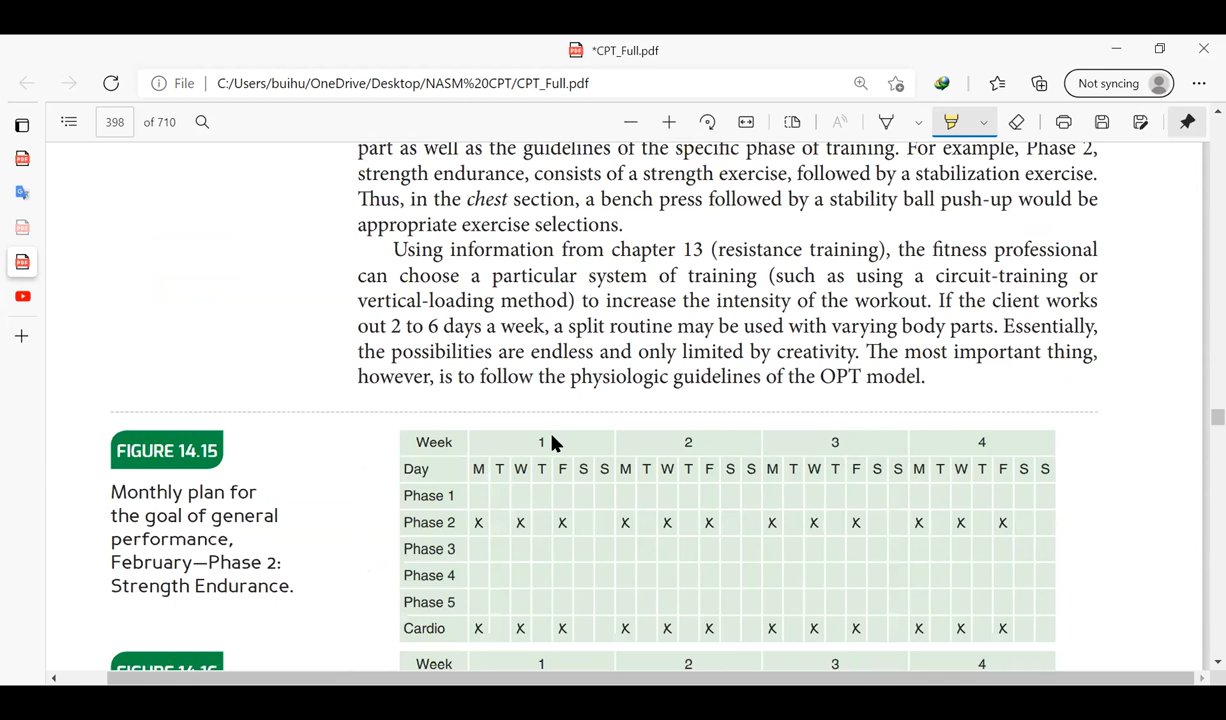 *CPT_Full.pdf
File C:/Users/buihu/OneDrive/Desktop/NASM%20CPT/CPT_Full.pdf Not syncing
398 of 710
part as well as the guidelines of the specific phase of training. For example, Phase 2,
strength endurance, consists of a strength exercise, followed by a stabilization exercise.
Thus, in the chest section, a bench press followed by a stability ball push-up would be
appropriate exercise selections.
Using information from chapter 13 (resistance training), the fitness professional
can choose a particular system of training (such as using a circuit-training or
vertical-loading method) to increase the intensity of the workout. If the client works
out 2 to 6 days a week, a split routine may be used with varying body parts. Essentially,
the possibilities are endless and only limited by creativity. The most important thing,
however, is to follow the physiologic guidelines of the OPT model.
FIGURE 14.15
Monthly plan for
the goal of general
performance,
February—Phase 2:
Strength Endurance.
Week 1 2 3 4
Day M T W T F S S M T W T F S S M T W T F S S M T W T F S S
Phase 1
Phase 2 X X X X X X X X X X X X
Phase 3
Phase 4
Phase 5
Cardio X X X X X X X X X X X X
FIGURE 14.16
Week 1 2 3 4